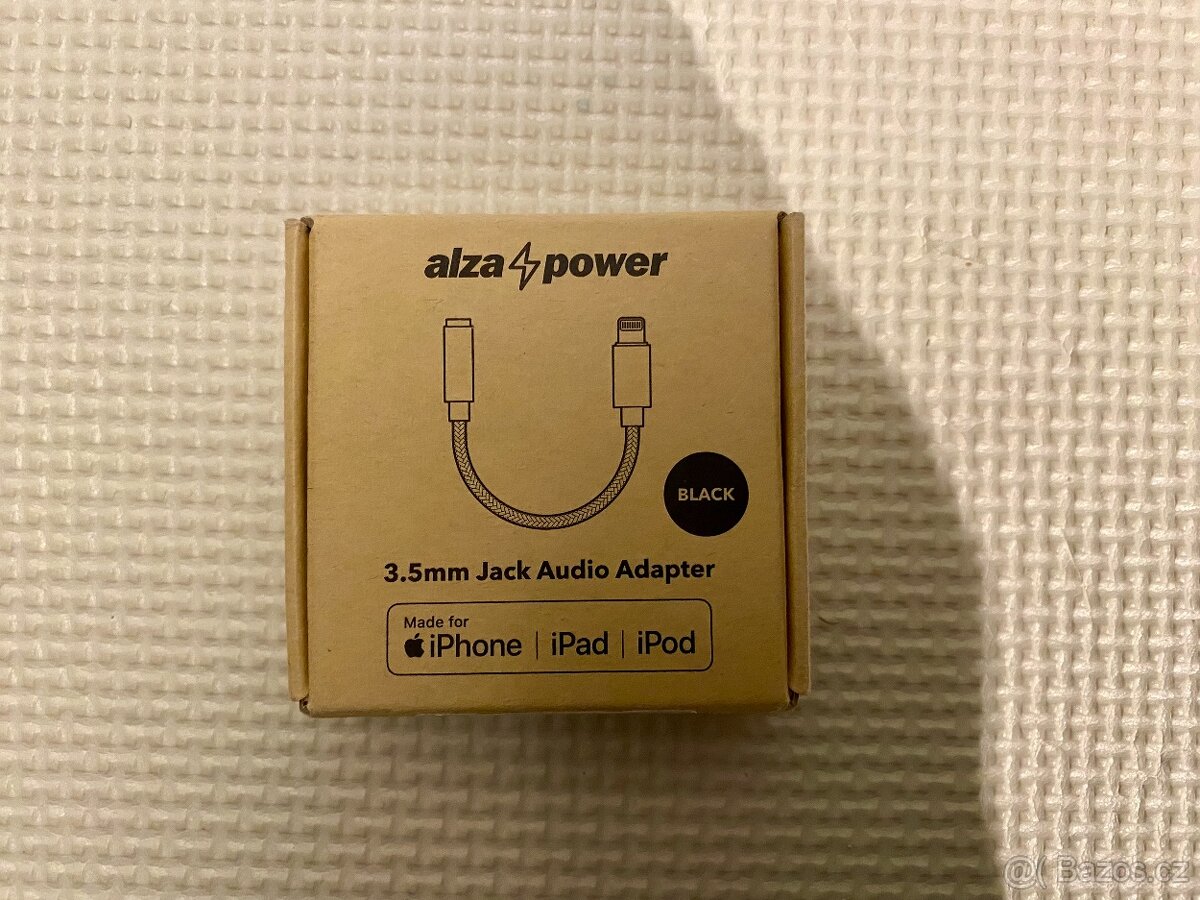 alza power
BLACK
3.5mm Jack Audio Adapter
Made for
iPhone | iPad | iPod
@( Bazos.cz